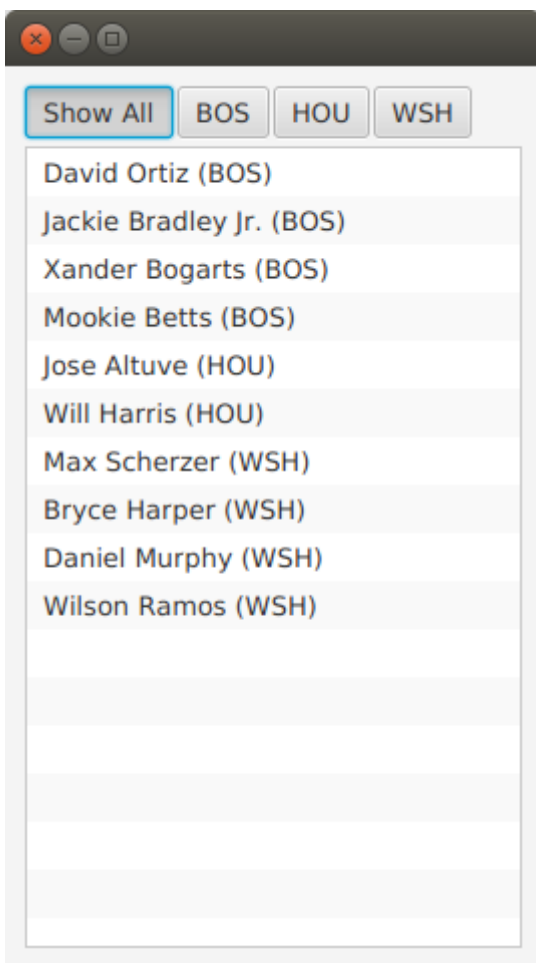 Show All BOS HOU WSH
David Ortiz (BOS)
Jackie Bradley Jr. (BOS)
Xander Bogarts (BOS)
Mookie Betts (BOS)
Jose Altuve (HOU)
Will Harris (HOU)
Max Scherzer (WSH)
Bryce Harper (WSH)
Daniel Murphy (WSH)
Wilson Ramos (WSH)